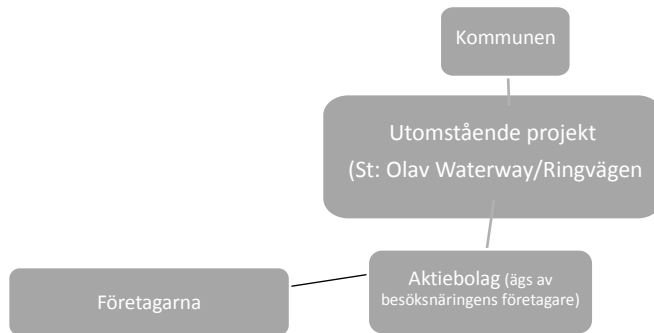 Kommunen
Utomstående projekt
(St: Olav Waterway/Ringvägen
Aktiebolag (ägs av
besöksnäringens företagare)
Företagarna